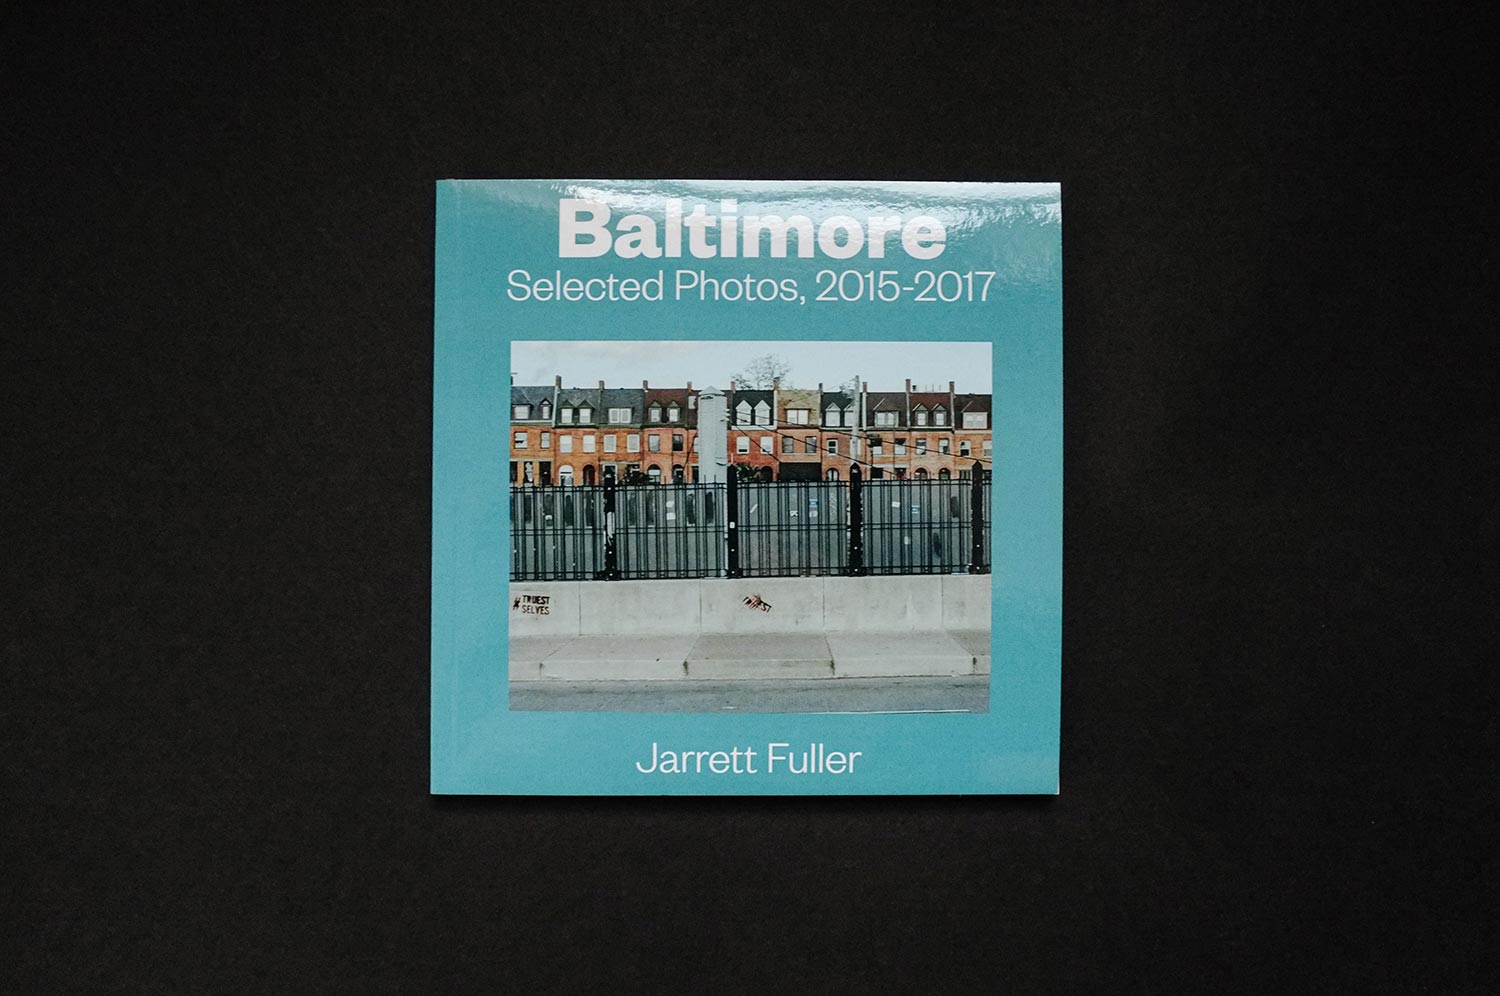 Baltimore
Selected Photos, 2015-2017
# TRUEST
SELVES
Jarrett Fuller